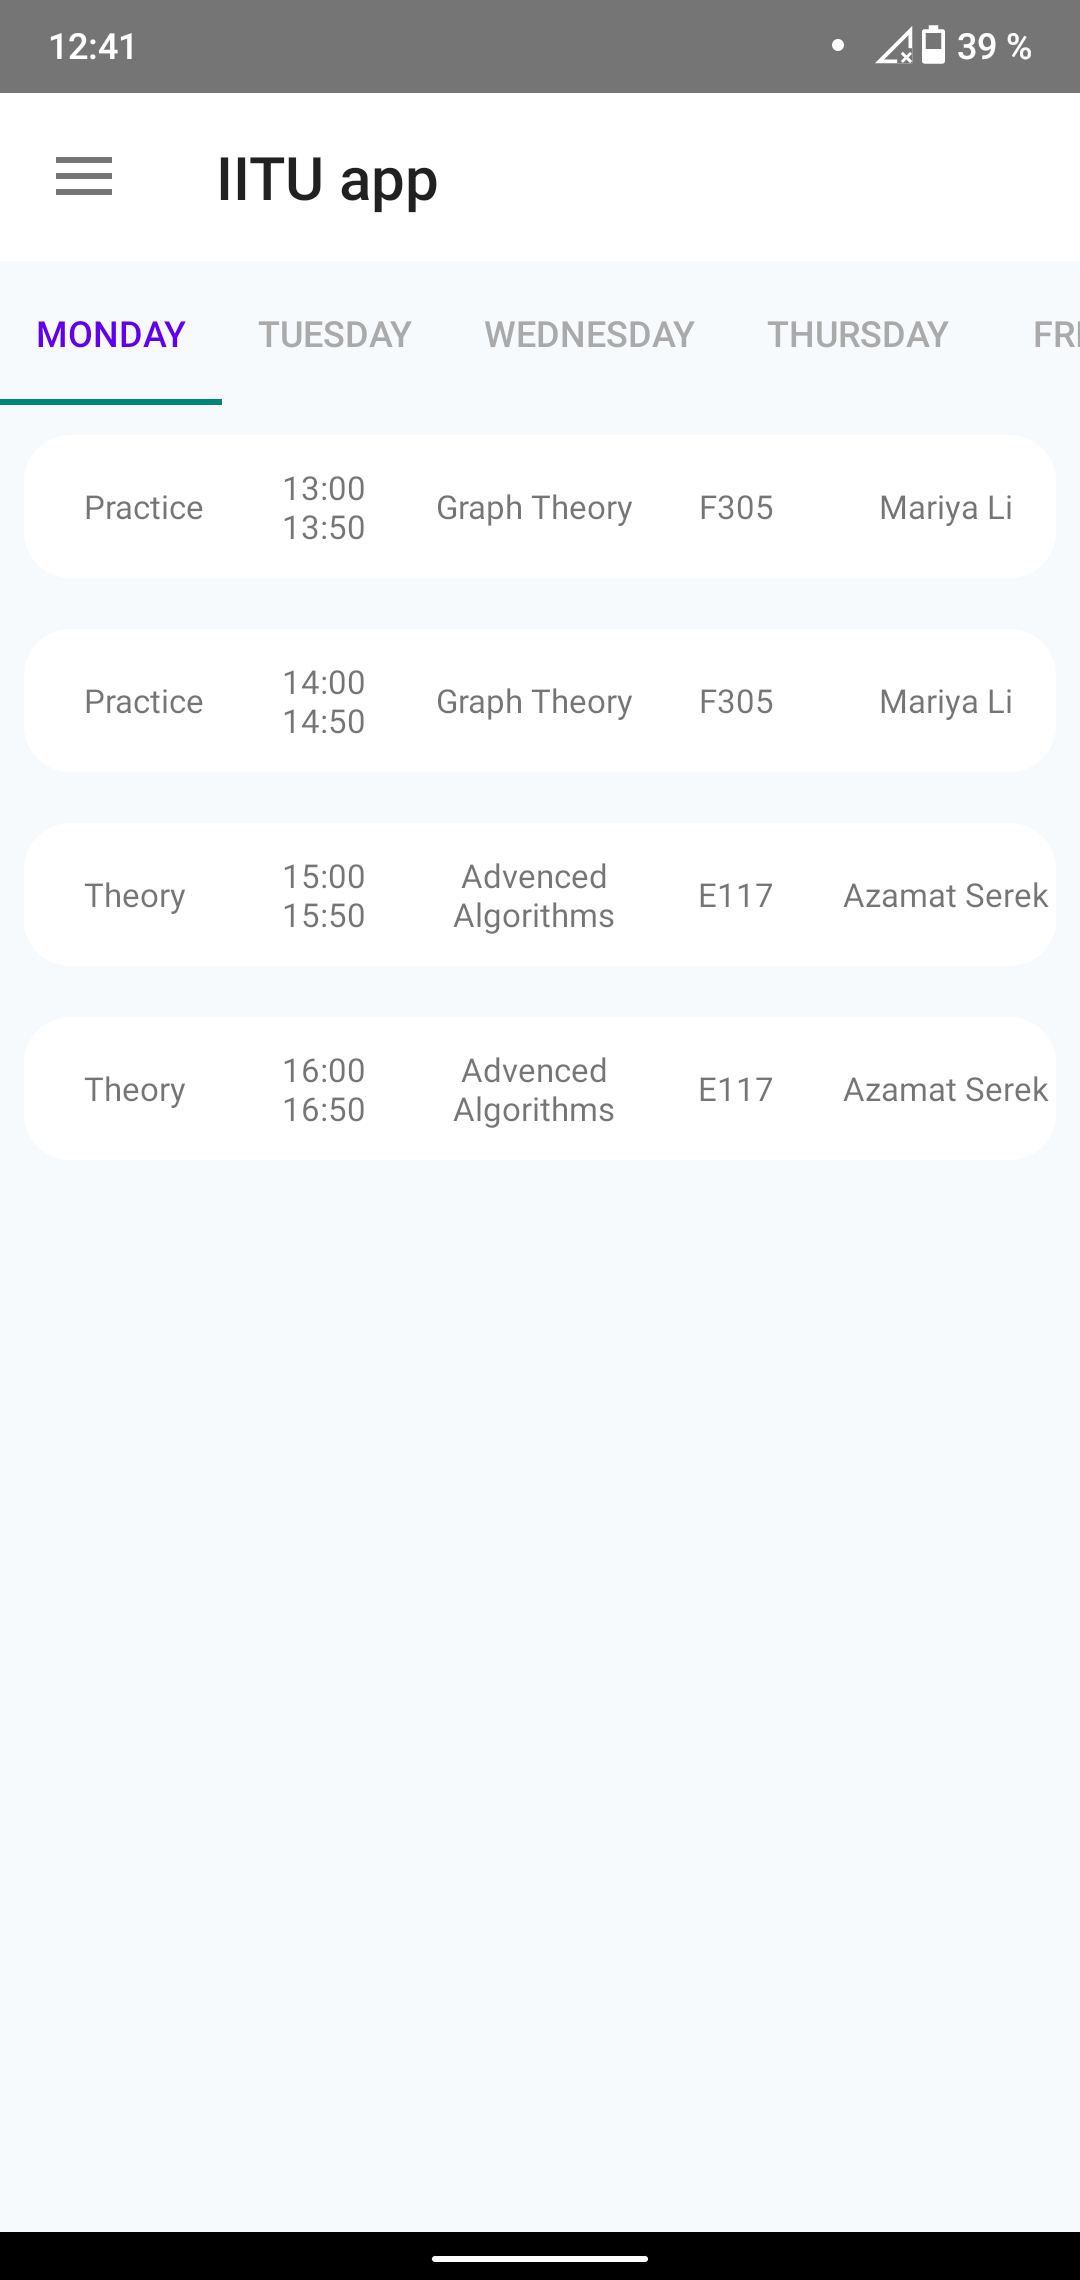 12:41
39 %
IITU app
MONDAY TUESDAY WEDNESDAY THURSDAY FRI
Practice 13:00 13:50 Graph Theory F305 Mariya Li
Practice 14:00 14:50 Graph Theory F305 Mariya Li
Theory 15:00 15:50 Advenced Algorithms E117 Azamat Serek
Theory 16:00 16:50 Advenced Algorithms E117 Azamat Serek